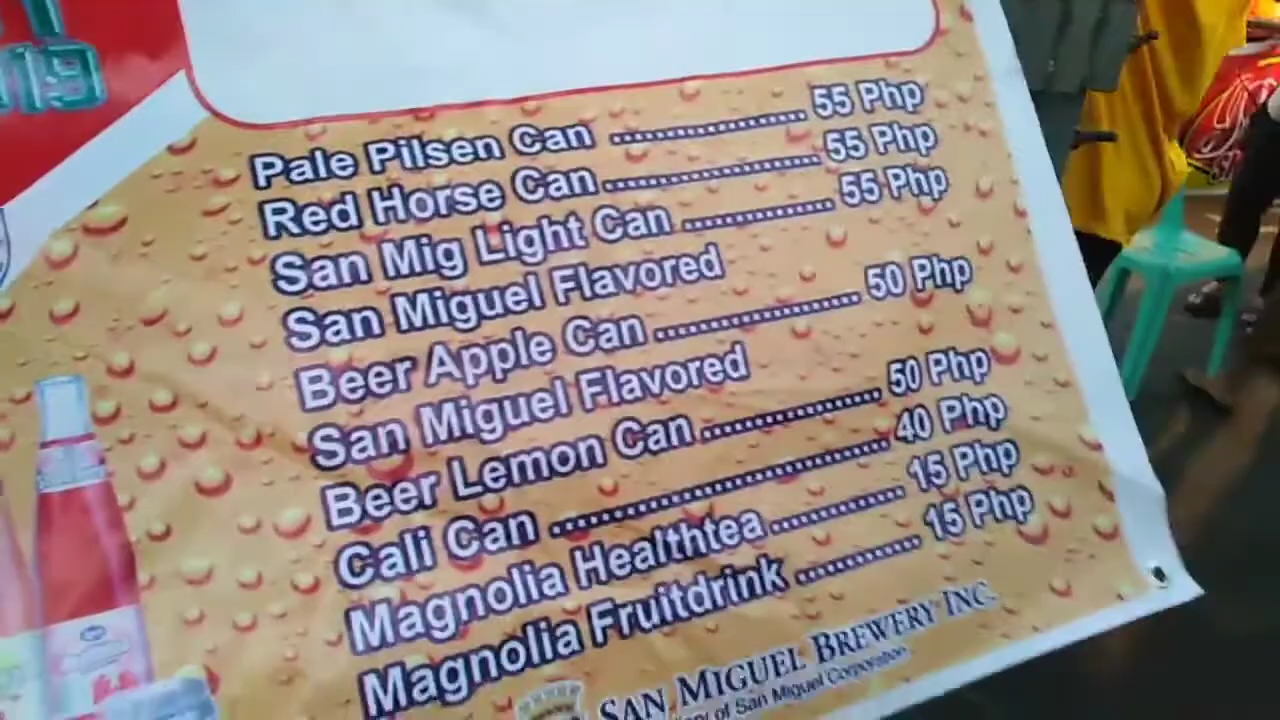 19
Pale Pilsen Can .................... 55 Php
Red Horse Can .................... 55 Php
San Mig Light Can .................... 55 Php
San Miguel Flavored
Beer Apple Can .................... 50 Php
San Miguel Flavored
Beer Lemon Can .................... 50 Php
Cali Can .................... 40 Php
Magnolia Healthtea .................... 15 Php
Magnolia Fruitdrink .................... 15 Php
SAN MIGUEL BREWERY INC.
of San Miguel Corporation